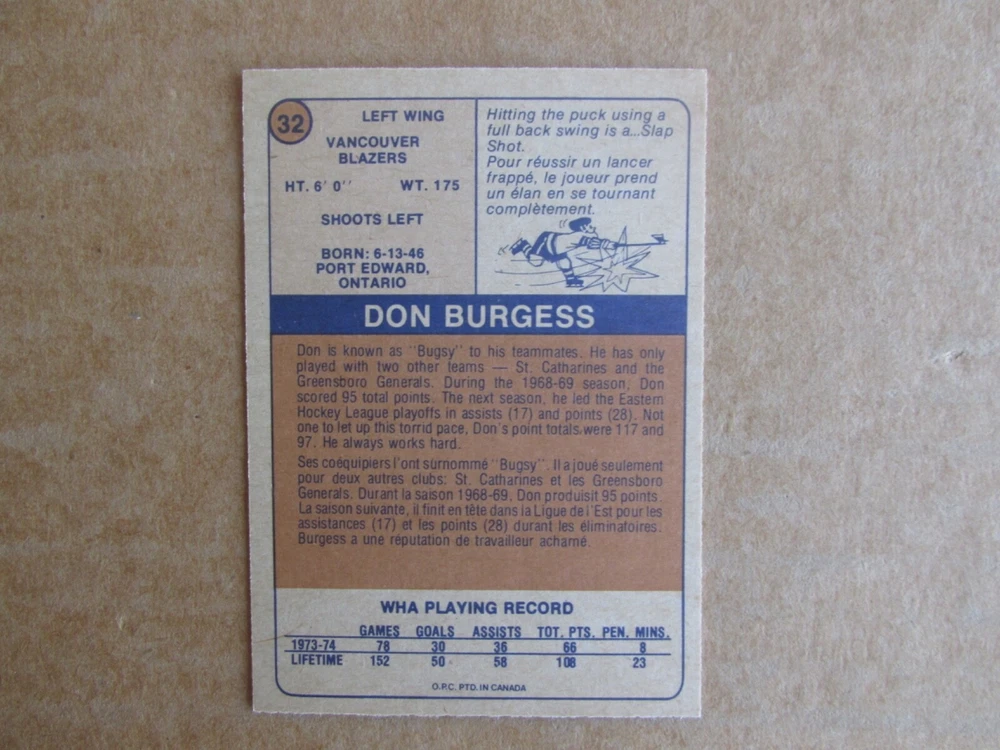 32
LEFT WING
VANCOUVER
BLAZERS
HT. 6' 0'' WT. 175
SHOOTS LEFT
BORN: 6-13-46
PORT EDWARD,
ONTARIO
Hitting the puck using a
full back swing is a...Slap
Shot.
Pour réussir un lancer
frappé, le joueur prend
un élan en se tournant
complètement.
DON BURGESS
Don is known as "Bugsy" to his teammates. He has only
played with two other teams — St. Catharines and the
Greensboro Generals. During the 1968-69 season, Don
scored 95 total points. The next season, he led the Eastern
Hockey League playoffs in assists (17) and points (28). Not
one to let up this torrid pace, Don's point totals were 117 and
97. He always works hard.
Ses coéquipiers l'ont surnommé "Bugsy". Il a joué seulement
pour deux autres clubs: St. Catharines et les Greensboro
Generals. Durant la saison 1968-69, Don produisit 95 points.
La saison suivante, il finit en tête dans la Ligue de l'Est pour les
assistances (17) et les points (28) durant les éliminatoires.
Burgess a une réputation de travailleur acharné.
WHA PLAYING RECORD
GAMES GOALS ASSISTS TOT. PTS. PEN. MINS.
1973-74 78 30 36 66 8
LIFETIME 152 50 58 108 23
O.P.C. PTD. IN CANADA